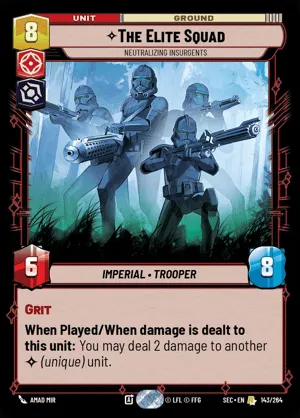 UNIT GROUND
8
✧THE ELITE SQUAD
NEUTRALIZING INSURGENTS
6
8
IMPERIAL • TROOPER
GRIT
When Played/When damage is dealt to
this unit: You may deal 2 damage to another
✧ (unique) unit.
AMAD MIR © LFL © FFG SEC • EN R 143/264